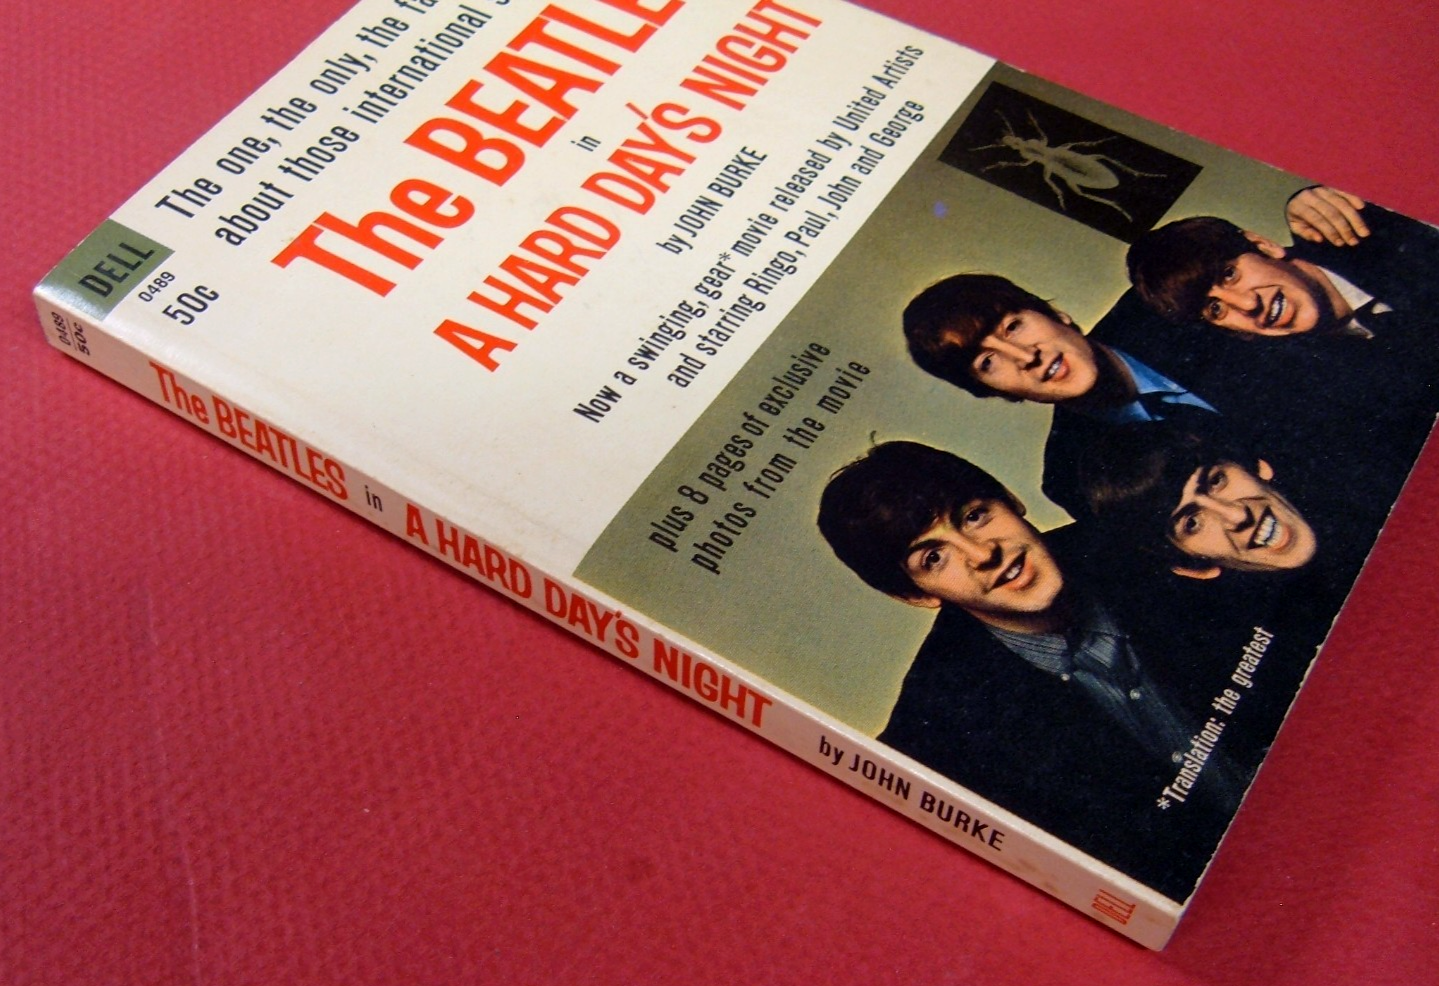 The one, the only, the
about those international
The BEATLE
in
A HARD DAY'S NIGHT
by JOHN BURKE
Now a swinging, gear* movie released by United Artists
and starring Ringo, Paul, John and George
DELL
0489
50c
plus 8 pages of exclusive
photos from the movie
*Translation: the greatest
0489
50c
The BEATLES in A HARD DAY'S NIGHT by JOHN BURKE
DELL